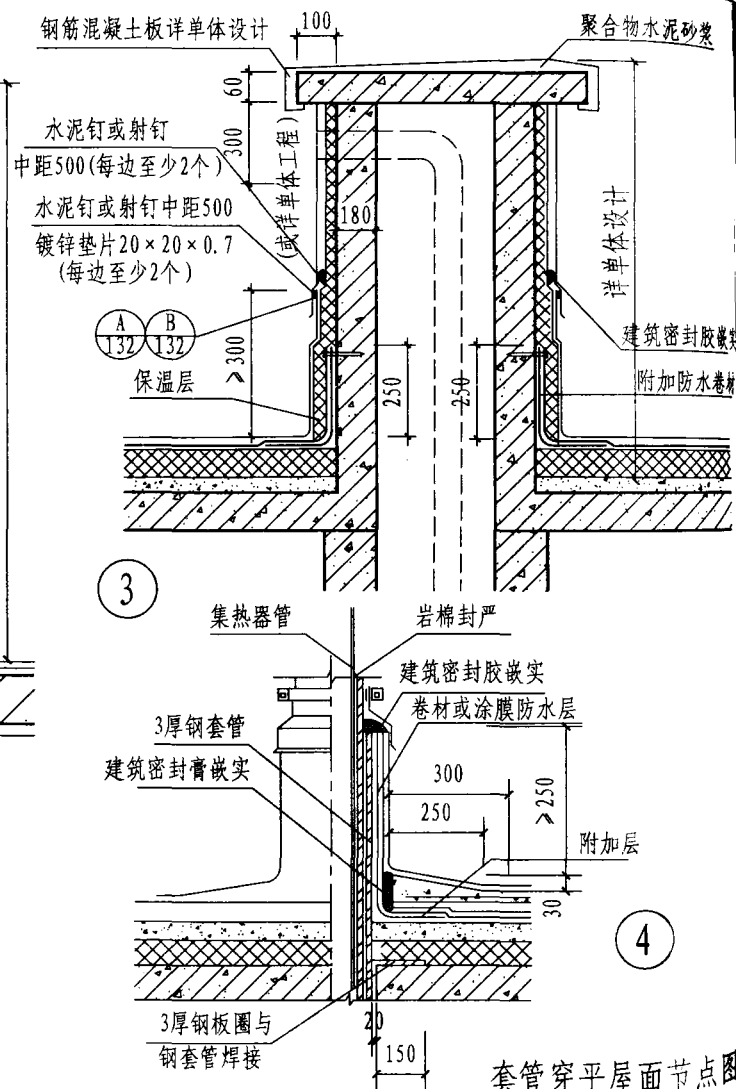 钢筋混凝土板详单体设计
100
聚合物水泥砂浆
60
300
水泥钉或射钉
中距500(每边至少2个)
(或详单体工程)
水泥钉或射钉中距500
镀锌垫片20×20×0.7
(每边至少2个)
180
详单体设计
A
132
B
132
≥300
建筑密封胶嵌实
保温层
250
250
附加防水卷材
3
集热器管
岩棉封严
建筑密封胶嵌实
卷材或涂膜防水层
3厚钢套管
建筑密封膏嵌实
300
250
≥250
附加层
30
4
3厚钢板圈与
钢套管焊接
20
150
套管穿平屋面节点图